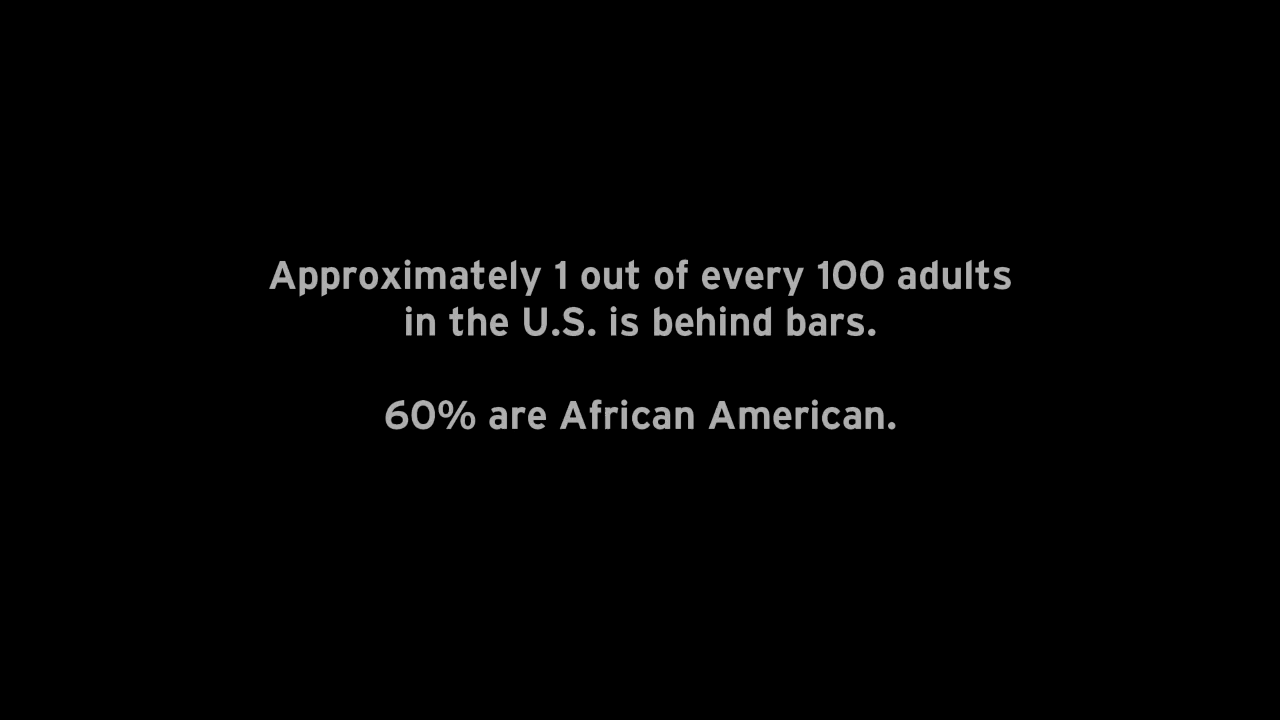 Approximately 1 out of every 100 adults
in the U.S. is behind bars.
60% are African American.